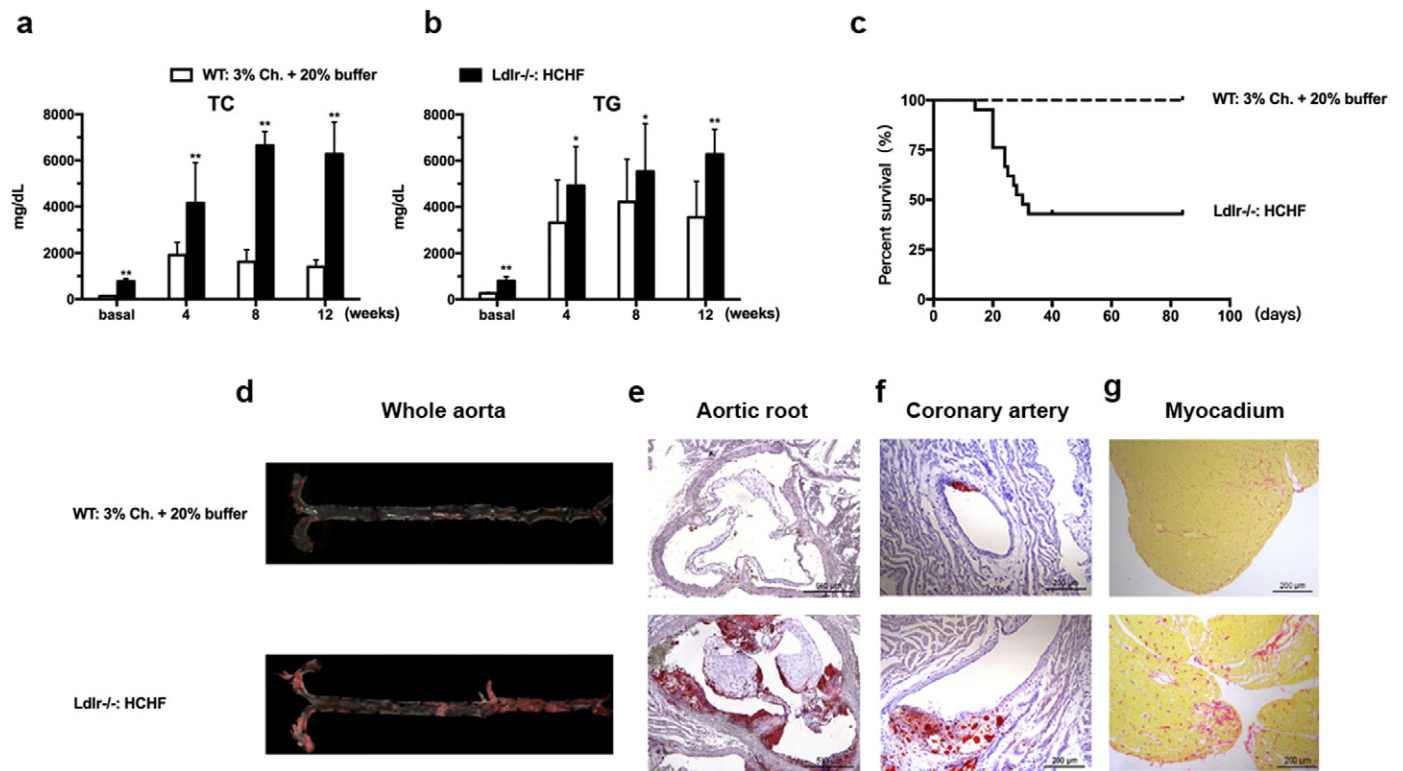 a
b
c
WT: 3% Ch. + 20% buffer
Ldlr-/-: HCHF
TC
TG
8000
6000
4000
2000
0
mg/dL
**
**
**
**
basal
4
8
12
(weeks)
8000
6000
4000
2000
0
mg/dL
**
*
*
**
basal
4
8
12
(weeks)
100
75
50
25
0
Percent survival (%)
WT: 3% Ch. + 20% buffer
Ldlr-/-: HCHF
0
20
40
60
80
100
(days)
d
e
f
g
Whole aorta
Aortic root
Coronary artery
Myocadium
WT: 3% Ch. + 20% buffer
500 µm
200 µm
200 µm
Ldlr-/-: HCHF
500 µm
200 µm
200 µm